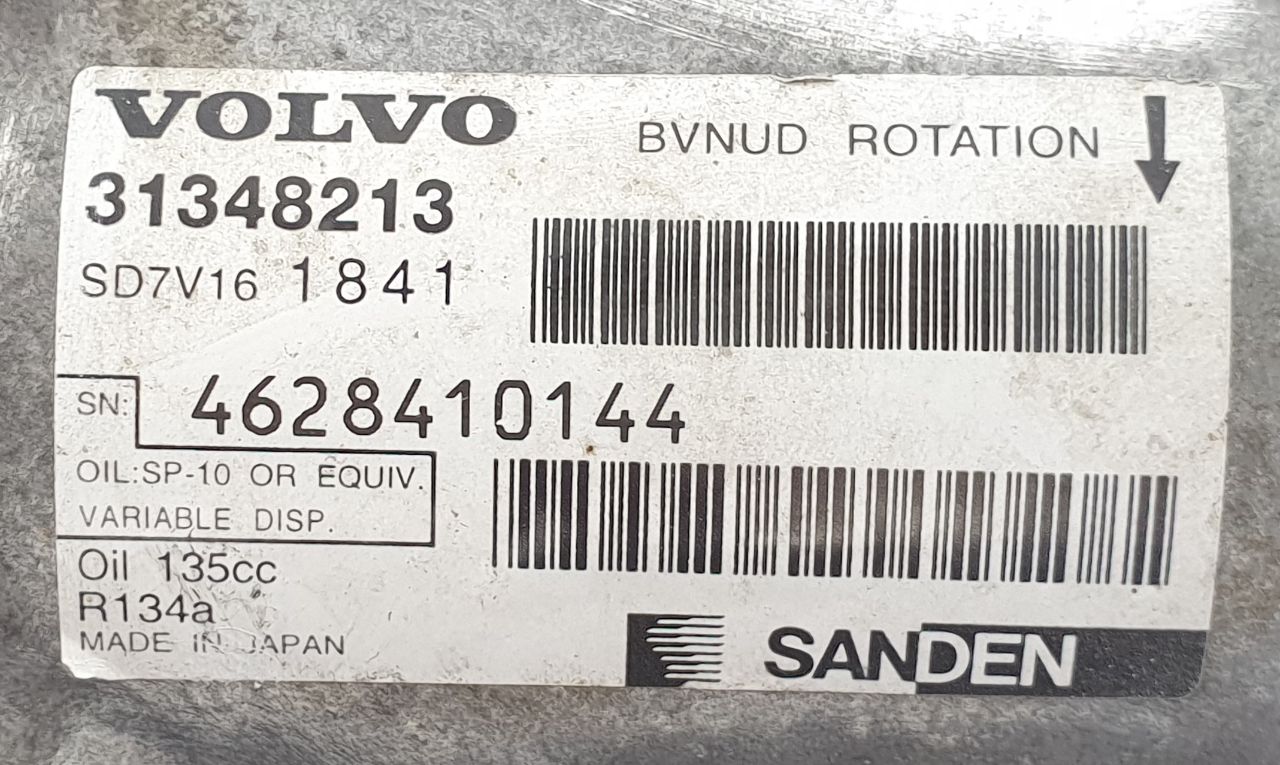 VOLVO
BVNUD ROTATION
31348213
SD7V16 1841
SN: 4628410144
OIL:SP-10 OR EQUIV.
VARIABLE DISP.
Oil 135cc
R134a
MADE IN JAPAN
SANDEN